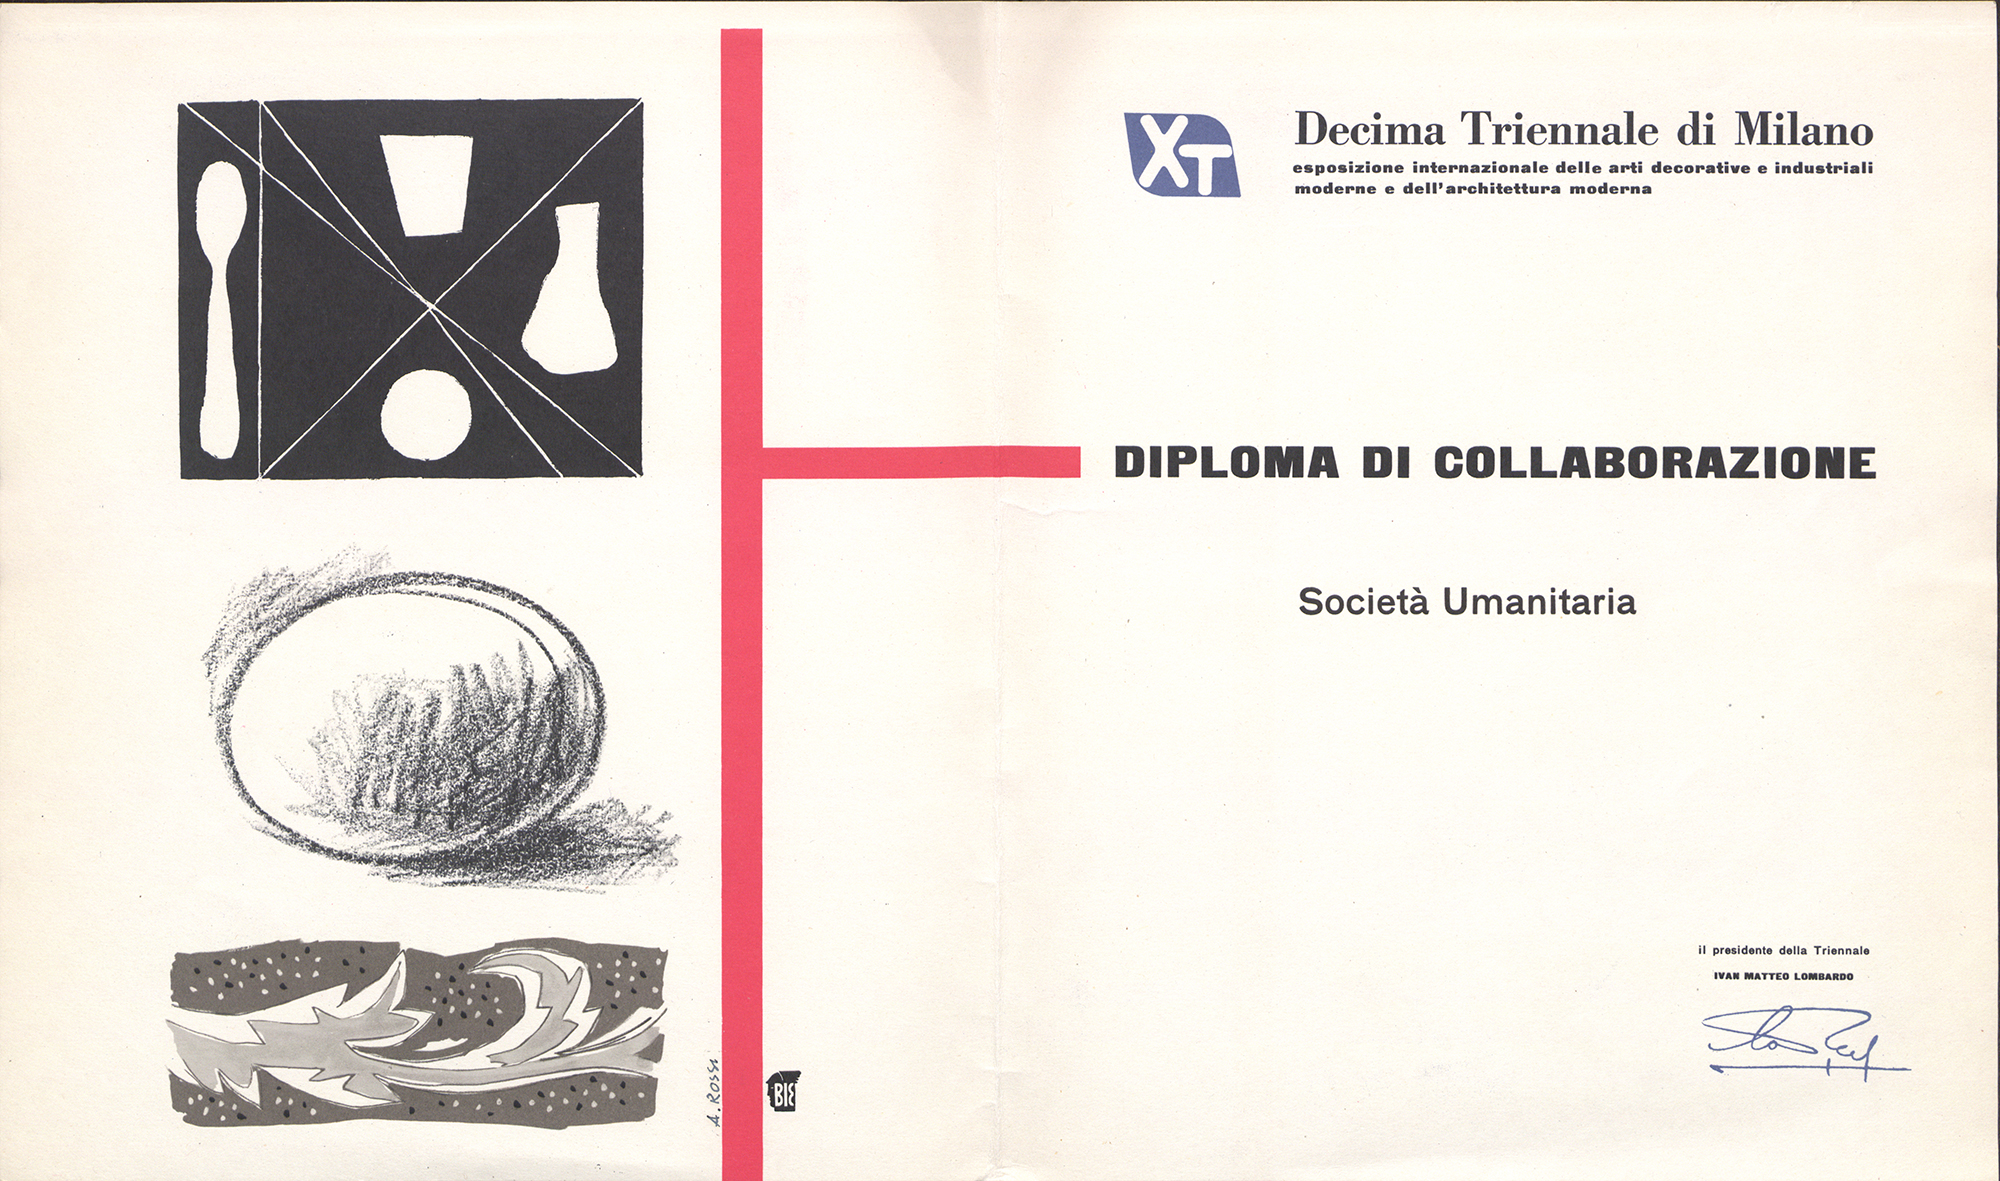 XT
Decima Triennale di Milano
esposizione internazionale delle arti decorative e industriali
moderne e dell'architettura moderna
DIPLOMA DI COLLABORAZIONE
Società Umanitaria
il presidente della Triennale
IVAN MATTEO LOMBARDO
A. ROSSI
BIE